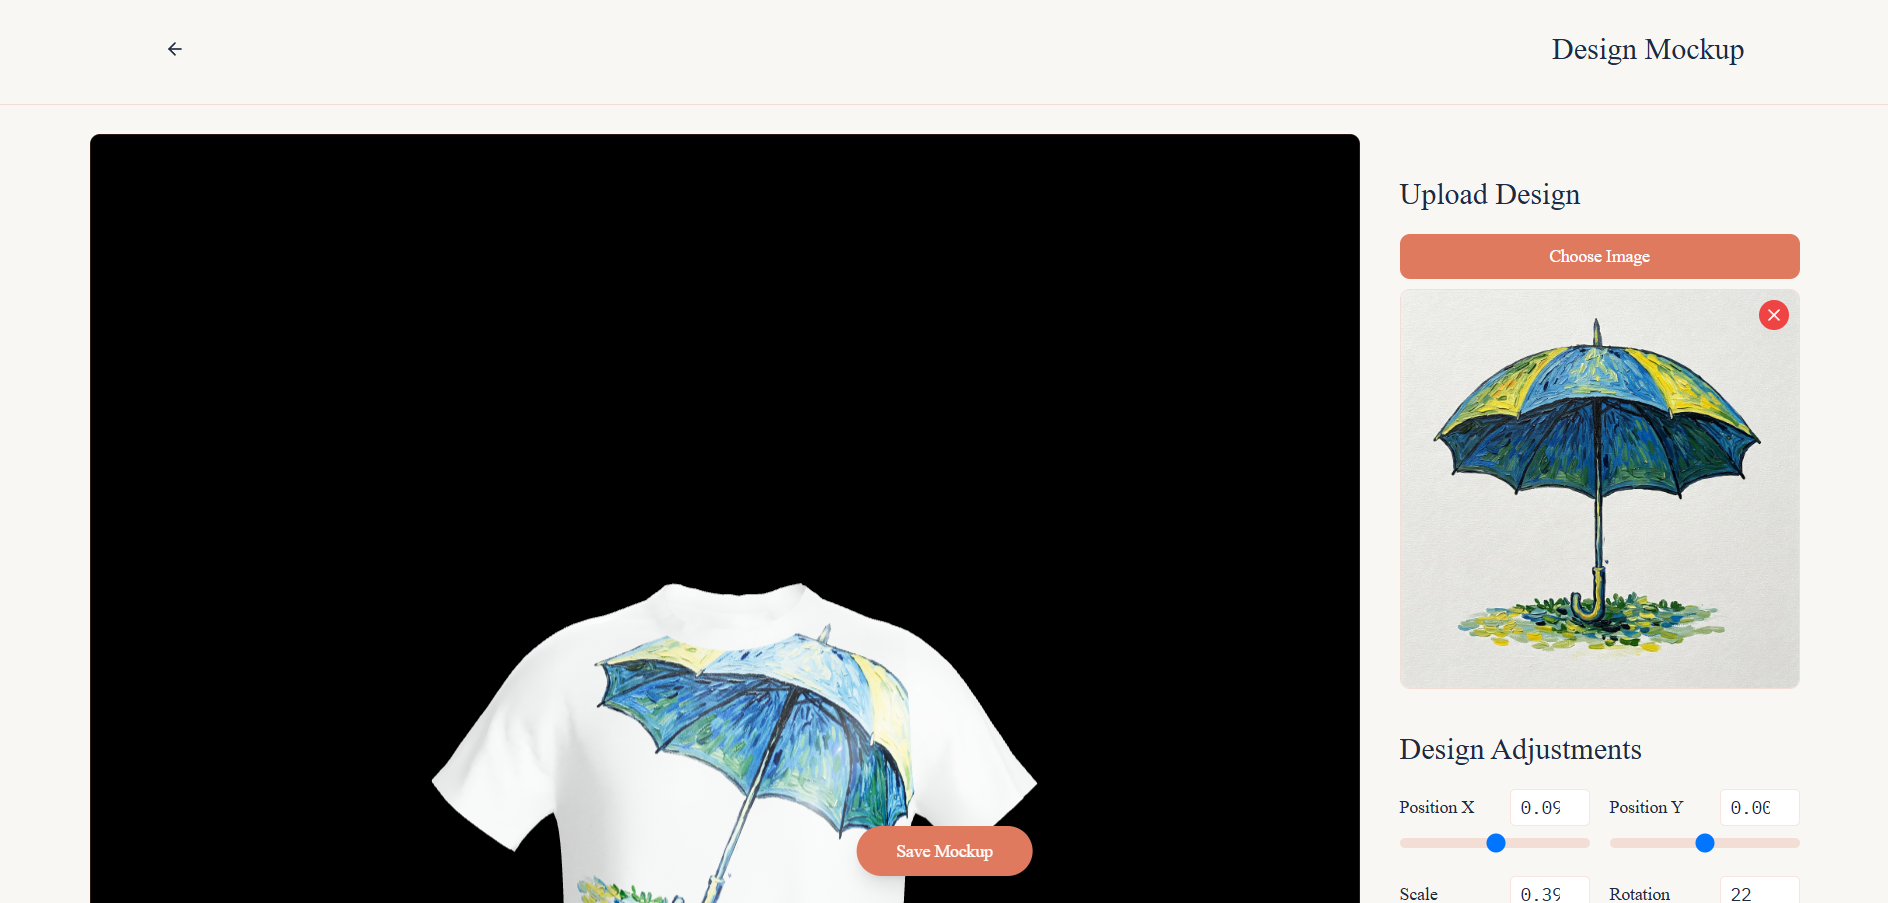 Design Mockup
Upload Design
Choose Image
Design Adjustments
Position X 0.09 Position Y 0.00
Scale 0.39 Rotation 22
Save Mockup